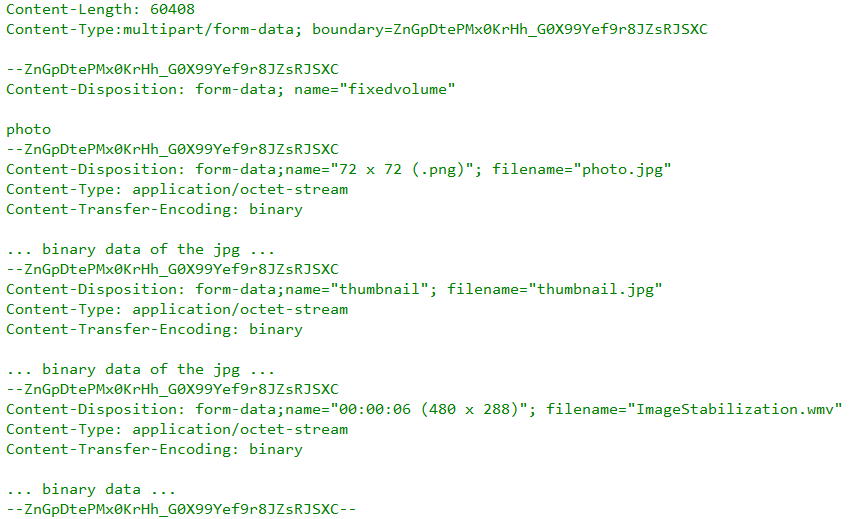 Content-Length: 60408
Content-Type:multipart/form-data; boundary=ZnGpDtePMx0KrHh_G0X99Yef9r8JZsRJSXC
--ZnGpDtePMx0KrHh_G0X99Yef9r8JZsRJSXC
Content-Disposition: form-data; name="fixedvolume"
photo
--ZnGpDtePMx0KrHh_G0X99Yef9r8JZsRJSXC
Content-Disposition: form-data;name="72 x 72 (.png)"; filename="photo.jpg"
Content-Type: application/octet-stream
Content-Transfer-Encoding: binary
... binary data of the jpg ...
--ZnGpDtePMx0KrHh_G0X99Yef9r8JZsRJSXC
Content-Disposition: form-data;name="thumbnail"; filename="thumbnail.jpg"
Content-Type: application/octet-stream
Content-Transfer-Encoding: binary
... binary data of the jpg ...
--ZnGpDtePMx0KrHh_G0X99Yef9r8JZsRJSXC
Content-Disposition: form-data;name="00:00:06 (480 x 288)"; filename="ImageStabilization.wmv"
Content-Type: application/octet-stream
Content-Transfer-Encoding: binary
... binary data ...
--ZnGpDtePMx0KrHh_G0X99Yef9r8JZsRJSXC--